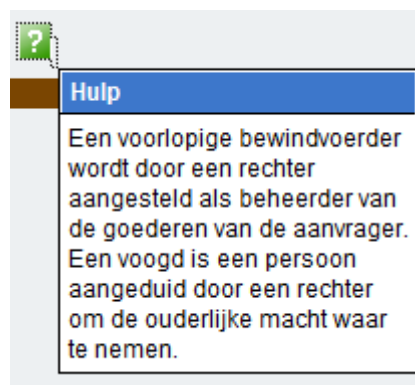 ?
Hulp
Een voorlopige bewindvoerder
wordt door een rechter
aangesteld als beheerder van
de goederen van de aanvrager.
Een voogd is een persoon
aangeduid door een rechter
om de ouderlijke macht waar
te nemen.